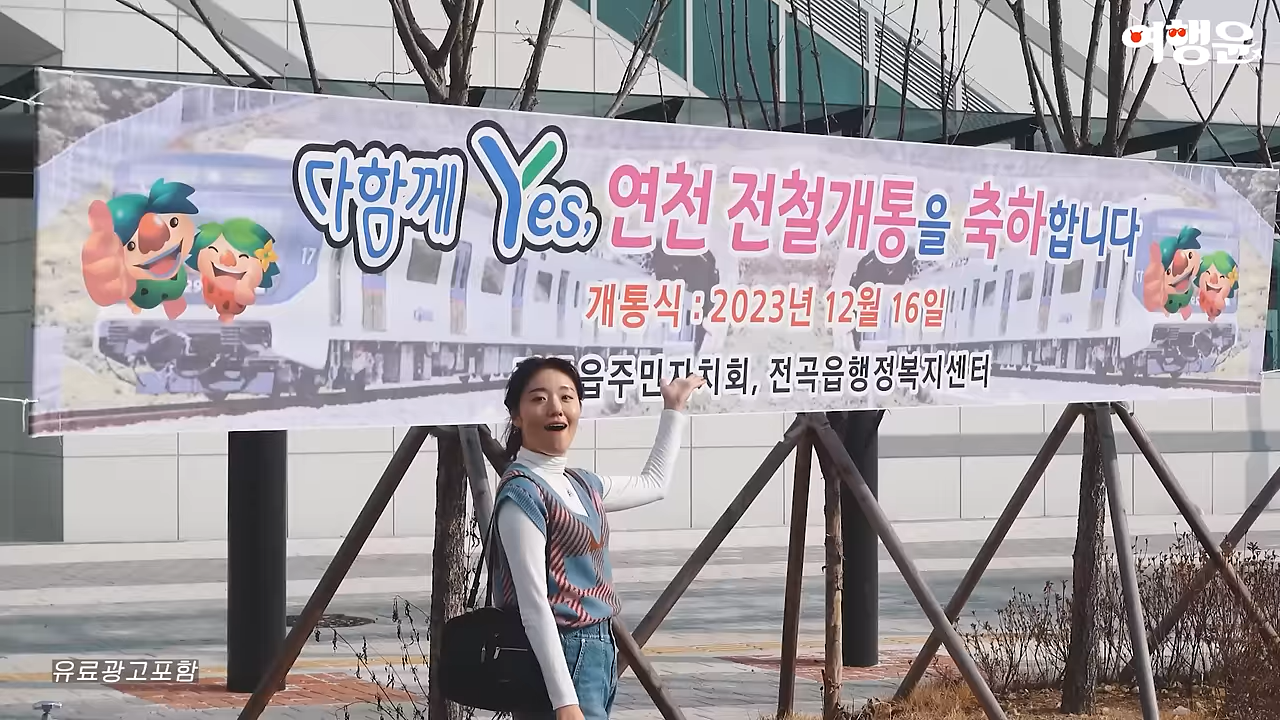 여행운
다함께 Yes, 연천 전철개통을 축하합니다
17
개통식 : 2023년 12월 16일
읍주민자치회, 전곡읍행정복지센터
유료광고포함